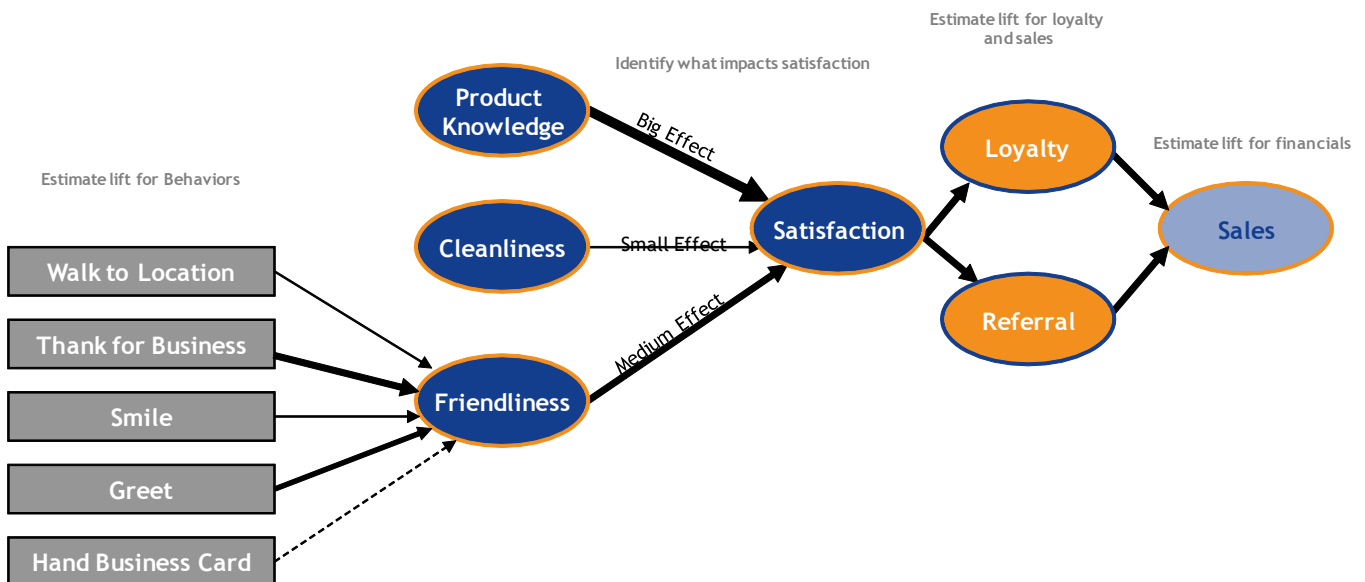 Estimate lift for loyalty
and sales
Identify what impacts satisfaction
Estimate lift for financials
Estimate lift for Behaviors
Product
Knowledge
Big Effect
Loyalty
Cleanliness
Small Effect
Satisfaction
Sales
Walk to Location
Thank for Business
Smile
Greet
Hand Business Card
Friendliness
Medium Effect
Referral